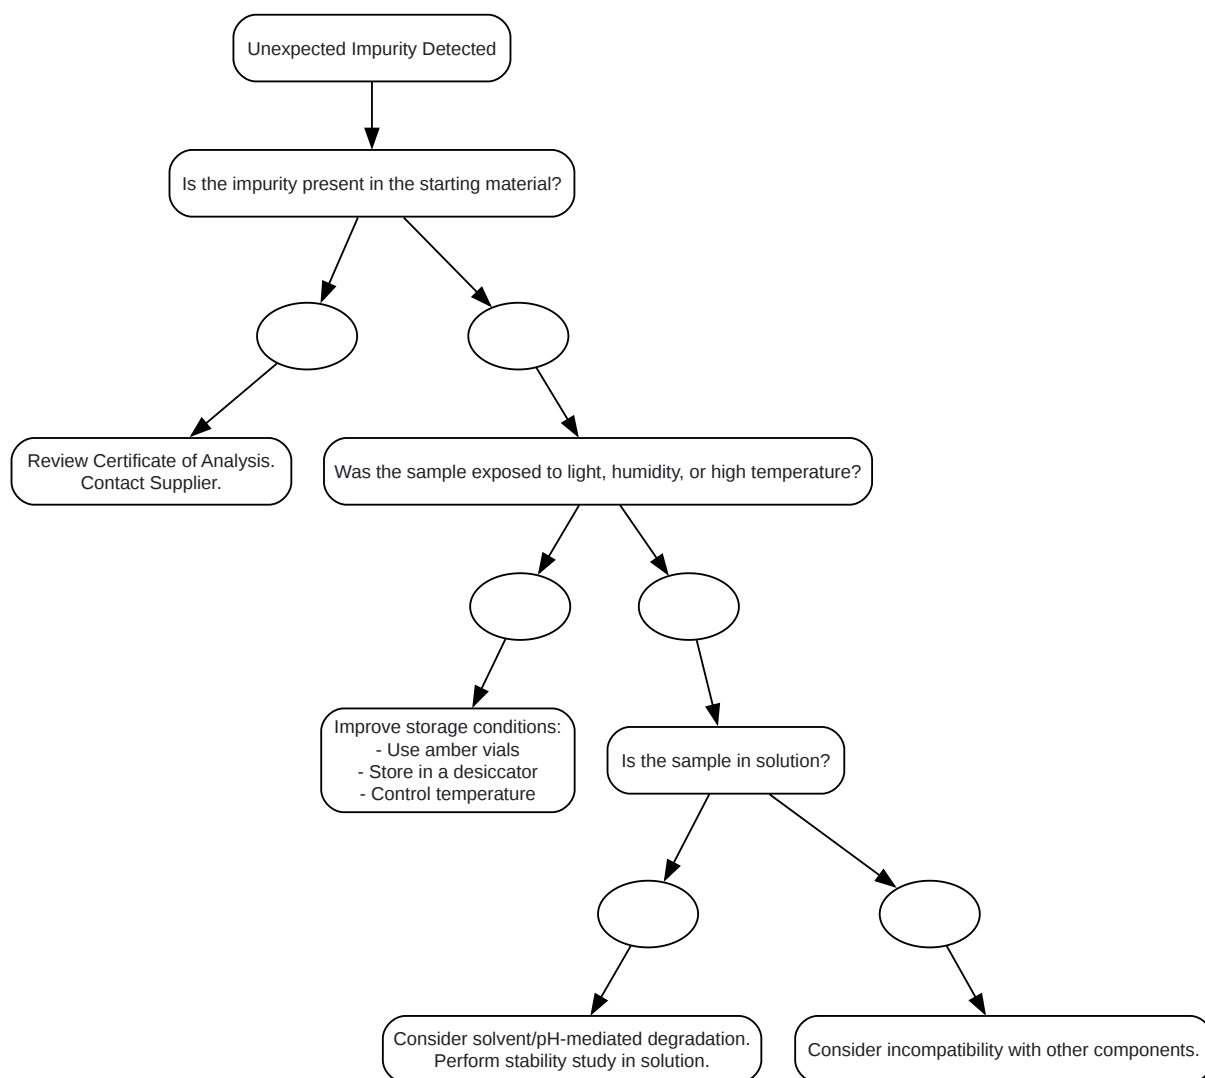 Unexpected Impurity Detected
Is the impurity present in the starting material?
Review Certificate of Analysis.
Contact Supplier.
Was the sample exposed to light, humidity, or high temperature?
Improve storage conditions:
- Use amber vials
- Store in a desiccator
- Control temperature
Is the sample in solution?
Consider solvent/pH-mediated degradation.
Perform stability study in solution.
Consider incompatibility with other components.